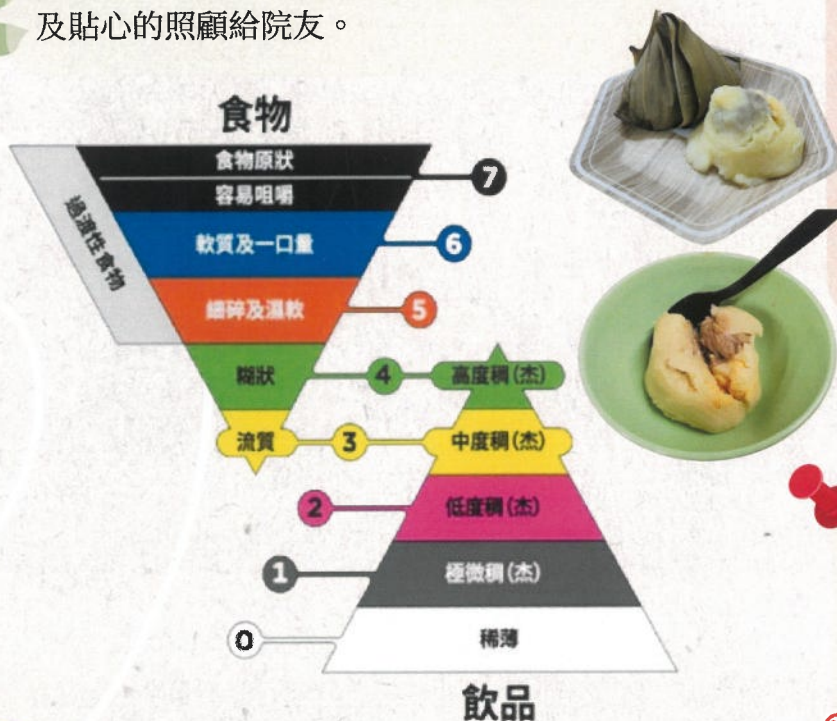 及貼心的照顧給院友。
食物
食物原狀
容易咀嚼
7
過渡性食物
軟質及一口量
6
細碎及濕軟
5
糊狀
4
高度稠(杰)
流質
3
中度稠(杰)
2
低度稠(杰)
1
極微稠(杰)
0
稀薄
飲品